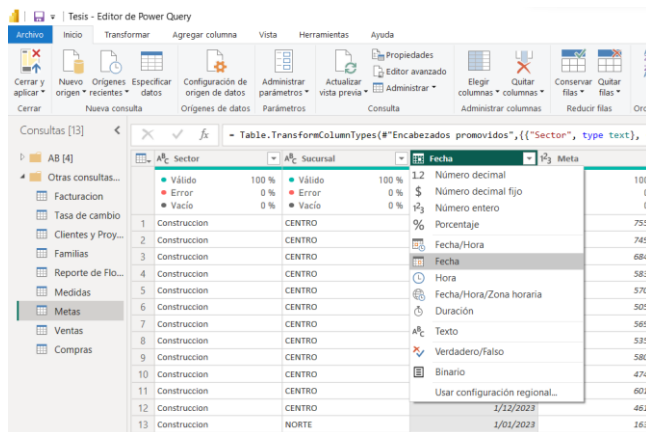 Tesis - Editor de Power Query
Archivo Inicio Transformar Agregar columna Vista Herramientas Ayuda
Cerrar y aplicar
Nuevo origen
Orígenes recientes
Especificar datos
Configuración de origen de datos
Administrar parámetros
Actualizar vista previa
Propiedades
Editor avanzado
Administrar
Elegir columnas
Quitar columnas
Conservar filas
Quitar filas
Cerrar Nueva consulta Orígenes de datos Parámetros Consulta Administrar columnas Reducir filas
Consultas [13]
= Table.TransformColumnTypes(#"Encabezados promovidos",{{"Sector", type text},
AB [4]
Otras consultas...
Facturacion
Tasa de cambio
Clientes y Proy...
Familias
Reporte de Flo...
Medidas
Metas
Ventas
Compras
ABC Sector ABC Sucursal Fecha 123 Meta
Válido 100 % Válido 100 %
Error 0 % Error 0 %
Vacío 0 % Vacío 0 %
1 Construccion CENTRO
2 Construccion CENTRO
3 Construccion CENTRO
4 Construccion CENTRO
5 Construccion CENTRO
6 Construccion CENTRO
7 Construccion CENTRO
8 Construccion CENTRO
9 Construccion CENTRO
10 Construccion CENTRO
11 Construccion CENTRO
12 Construccion CENTRO 1/12/2023
13 Construccion NORTE 1/01/2023
1.2 Número decimal
$ Número decimal fijo
123 Número entero
% Porcentaje
Fecha/Hora
Fecha
Hora
Fecha/Hora/Zona horaria
Duración
ABC Texto
Verdadero/Falso
Binario
Usar configuración regional...